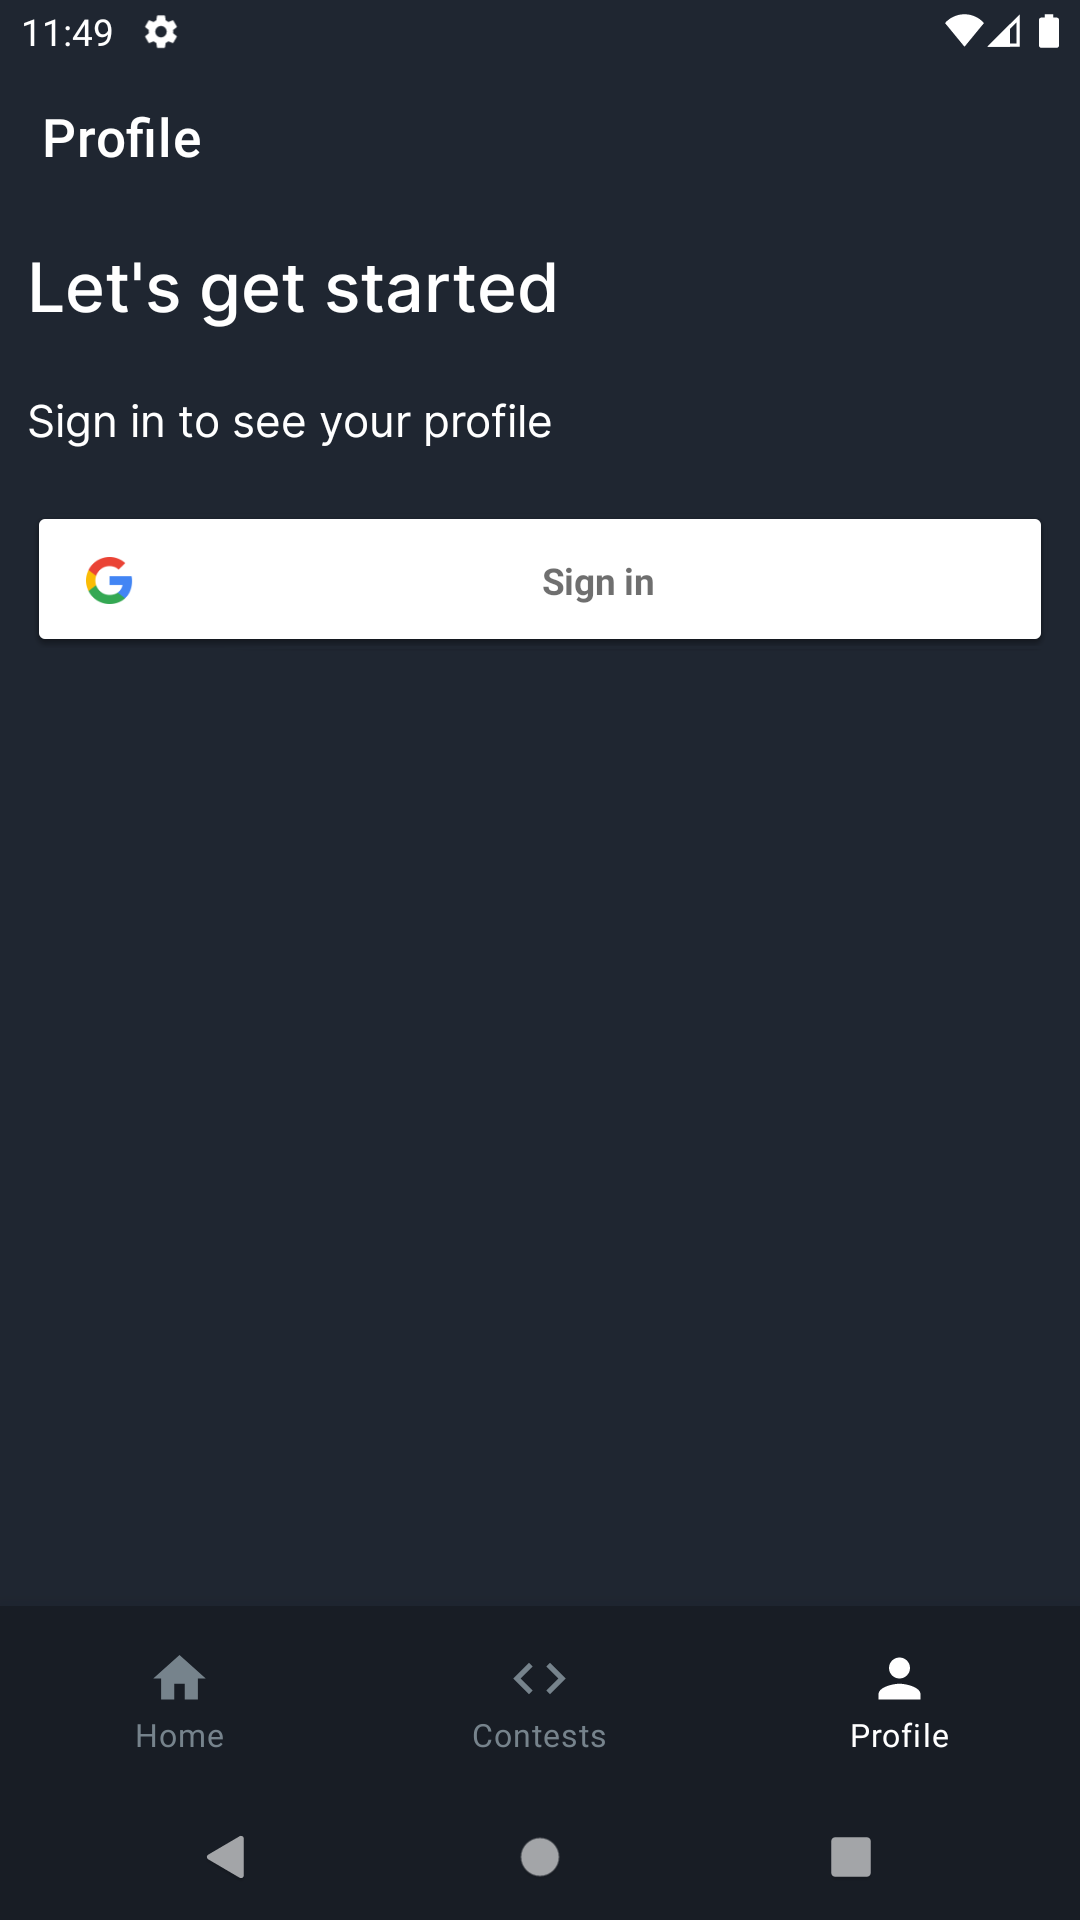 11:49
Profile
Let's get started
Sign in to see your profile
Sign in
Home
Contests
Profile